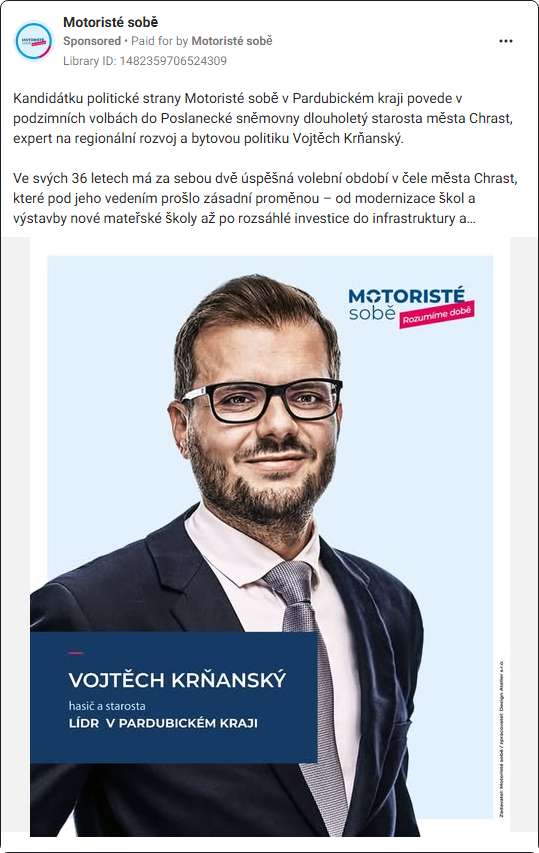 Motoristé sobě
Sponsored • Paid for by Motoristé sobě
Library ID: 1482359706524309
Kandidátku politické strany Motoristé sobě v Pardubickém kraji povede v
podzimních volbách do Poslanecké sněmovny dlouholetý starosta města Chrast,
expert na regionální rozvoj a bytovou politiku Vojtěch Krňanský.
Ve svých 36 letech má za sebou dvě úspěšná volební období v čele města Chrast,
které pod jeho vedením prošlo zásadní proměnou – od modernizace škol a
výstavby nové mateřské školy až po rozsáhlé investice do infrastruktury a...
MOTORISTÉ
sobě Rozumíme době
VOJTĚCH KRŇANSKÝ
hasič a starosta
LÍDR V PARDUBICKÉM KRAJI
Zadavatel: Motoristé sobě / zpracovatel: Design Atelier s.r.o.